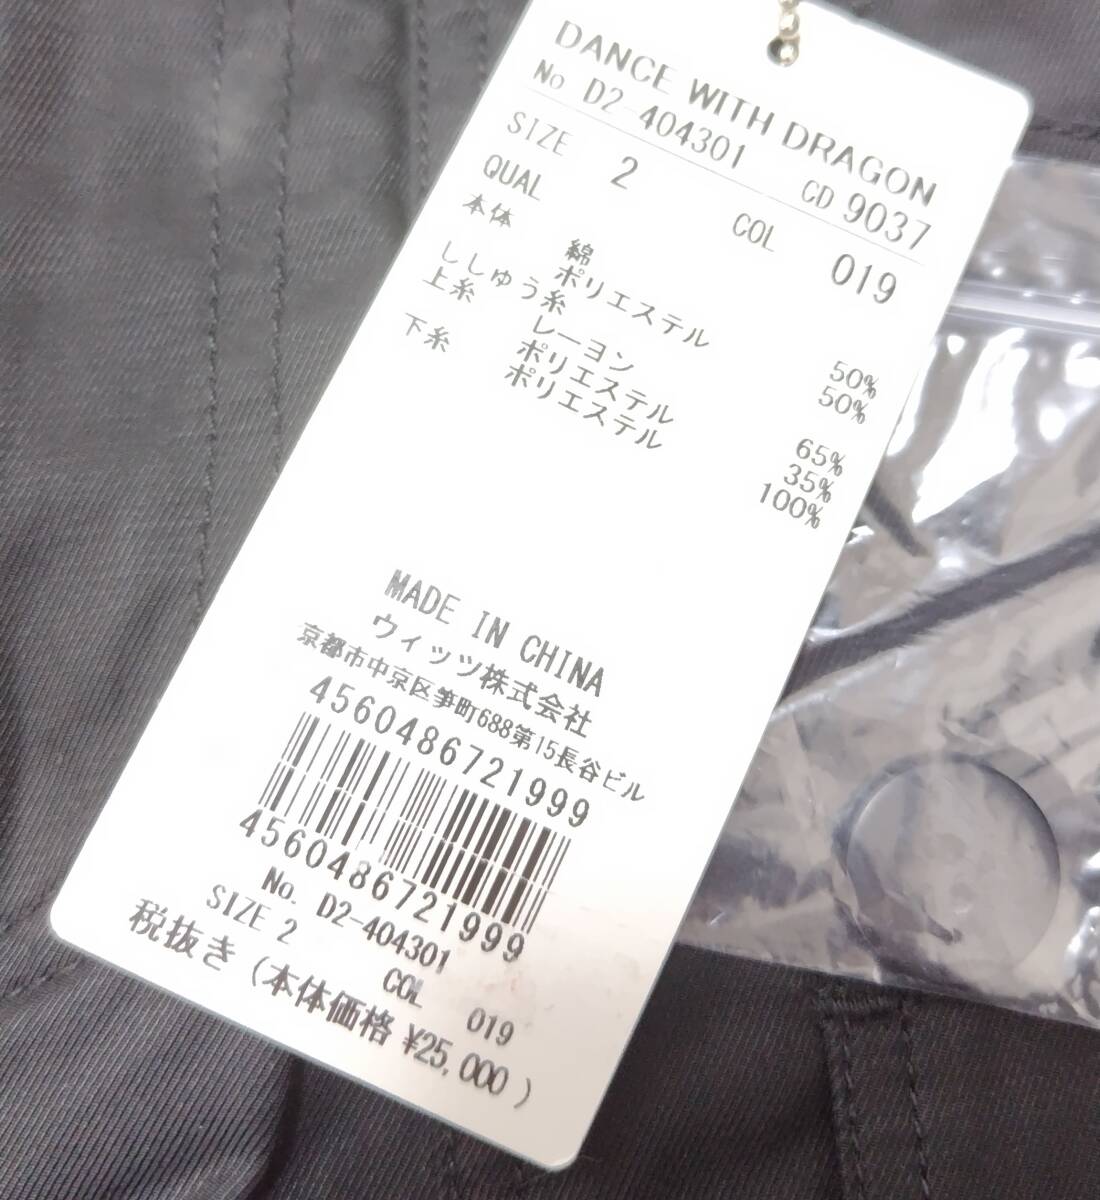 DANCE WITH DRAGON
No D2-404301 CD 9037
SIZE 2 COL 019
QUAL
本体 綿 50%
ポリエステル 50%
ししゅう糸
上糸 レーヨン 65%
ポリエステル 35%
下糸 ポリエステル 100%
MADE IN CHINA
ウィッツ株式会社
京都市中京区笋町688第15長谷ビル
4560486721999
4560486721999
No. D2-404301
SIZE 2 COL 019
税抜き (本体価格 ¥25,000 )